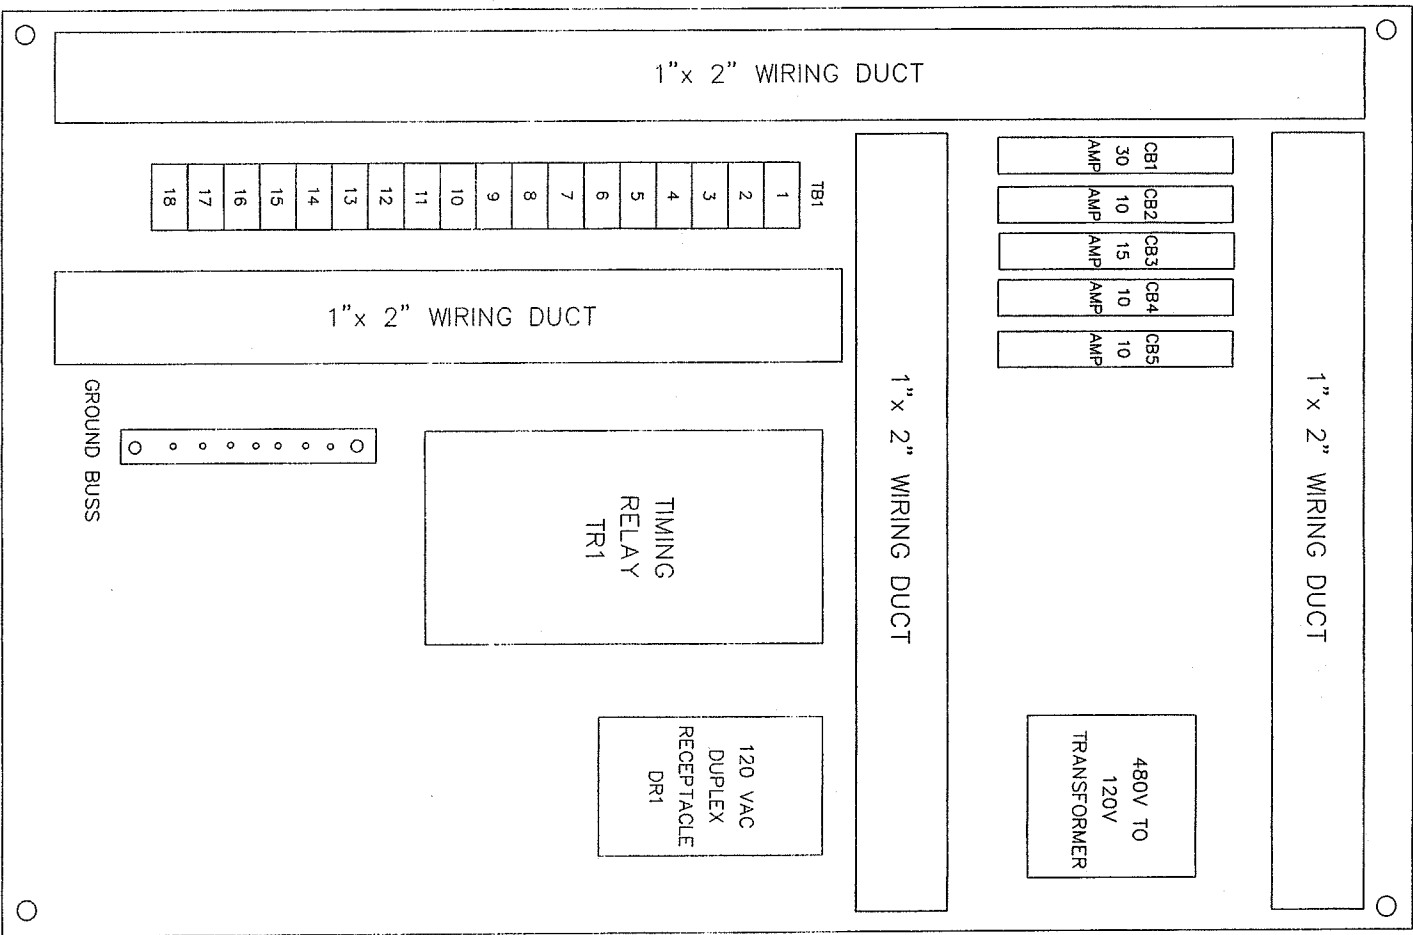 1"x 2" WIRING DUCT
TB1
1
2
3
4
5
6
7
8
9
10
11
12
13
14
15
16
17
18
CB1
30
AMP
CB2
10
AMP
CB3
15
AMP
CB4
10
AMP
CB5
10
AMP
1"x 2" WIRING DUCT
1"x 2" WIRING DUCT
1"x 2" WIRING DUCT
GROUND BUSS
TIMING
RELAY
TR1
120 VAC
DUPLEX
RECEPTACLE
DR1
480V TO
120V
TRANSFORMER